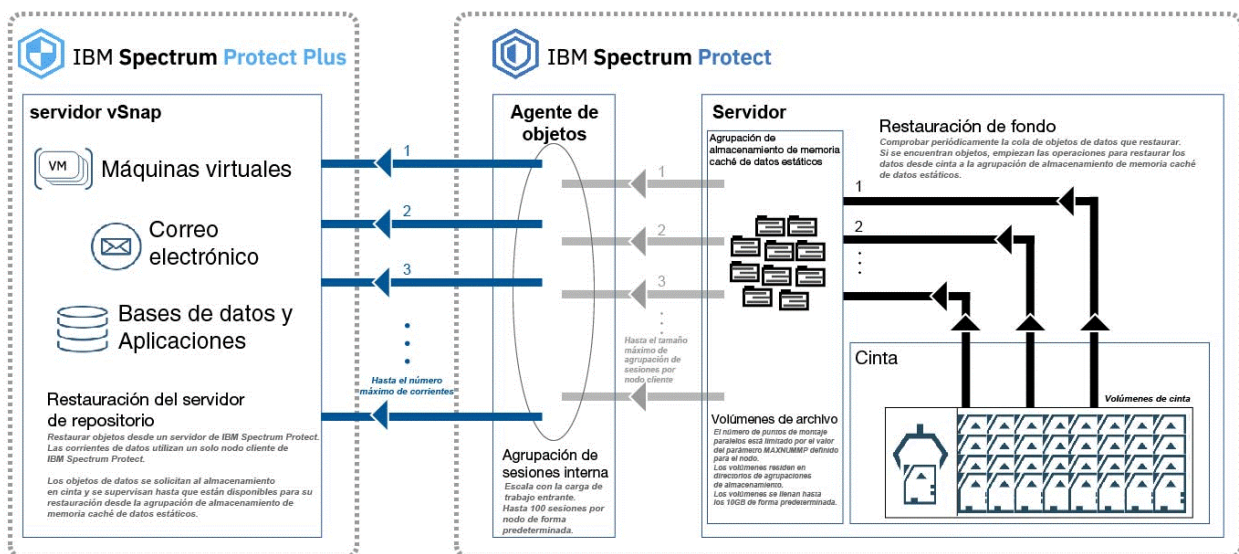 IBM Spectrum Protect Plus
servidor vSnap
VM
Máquinas virtuales
Correo
electrónico
Bases de datos y
Aplicaciones
Restauración del servidor
de repositorio
Restaurar objetos desde un servidor de IBM Spectrum Protect.
Las corrientes de datos utilizan un solo nodo cliente de
IBM Spectrum Protect.
Los objetos de datos se solicitan al almacenamiento
en cinta y se supervisan hasta que están disponibles para su
restauración desde la agrupación de almacenamiento de
memoria caché de datos estáticos.
1
2
3
Hasta el número
máximo de corrientes
IBM Spectrum Protect
Agente de
objetos
Agrupación de
sesiones interna
Escala con la carga de
trabajo entrante.
Hasta 100 sesiones por
nodo de forma
predeterminada.
1
2
3
Hasta el tamaño
máximo de
agrupación de
sesiones por
nodo cliente
Servidor
Agrupación de
almacenamiento de memoria
caché de datos estáticos
Volúmenes de archivo
El número de puntos de montaje
paralelos está limitado por el valor
del parámetro MAXNUMMP definido
para el nodo.
Los volúmenes residen en
directorios de agrupaciones
de almacenamiento.
Los volúmenes se llenan hasta
los 10GB de forma predeterminada.
Restauración de fondo
Comprobar periódicamente la cola de objetos de datos que restaurar.
Si se encuentran objetos, empiezan las operaciones para restaurar los
datos desde cinta a la agrupación de almacenamiento de memoria caché
de datos estáticos.
1
2
Cinta
Volúmenes de cinta